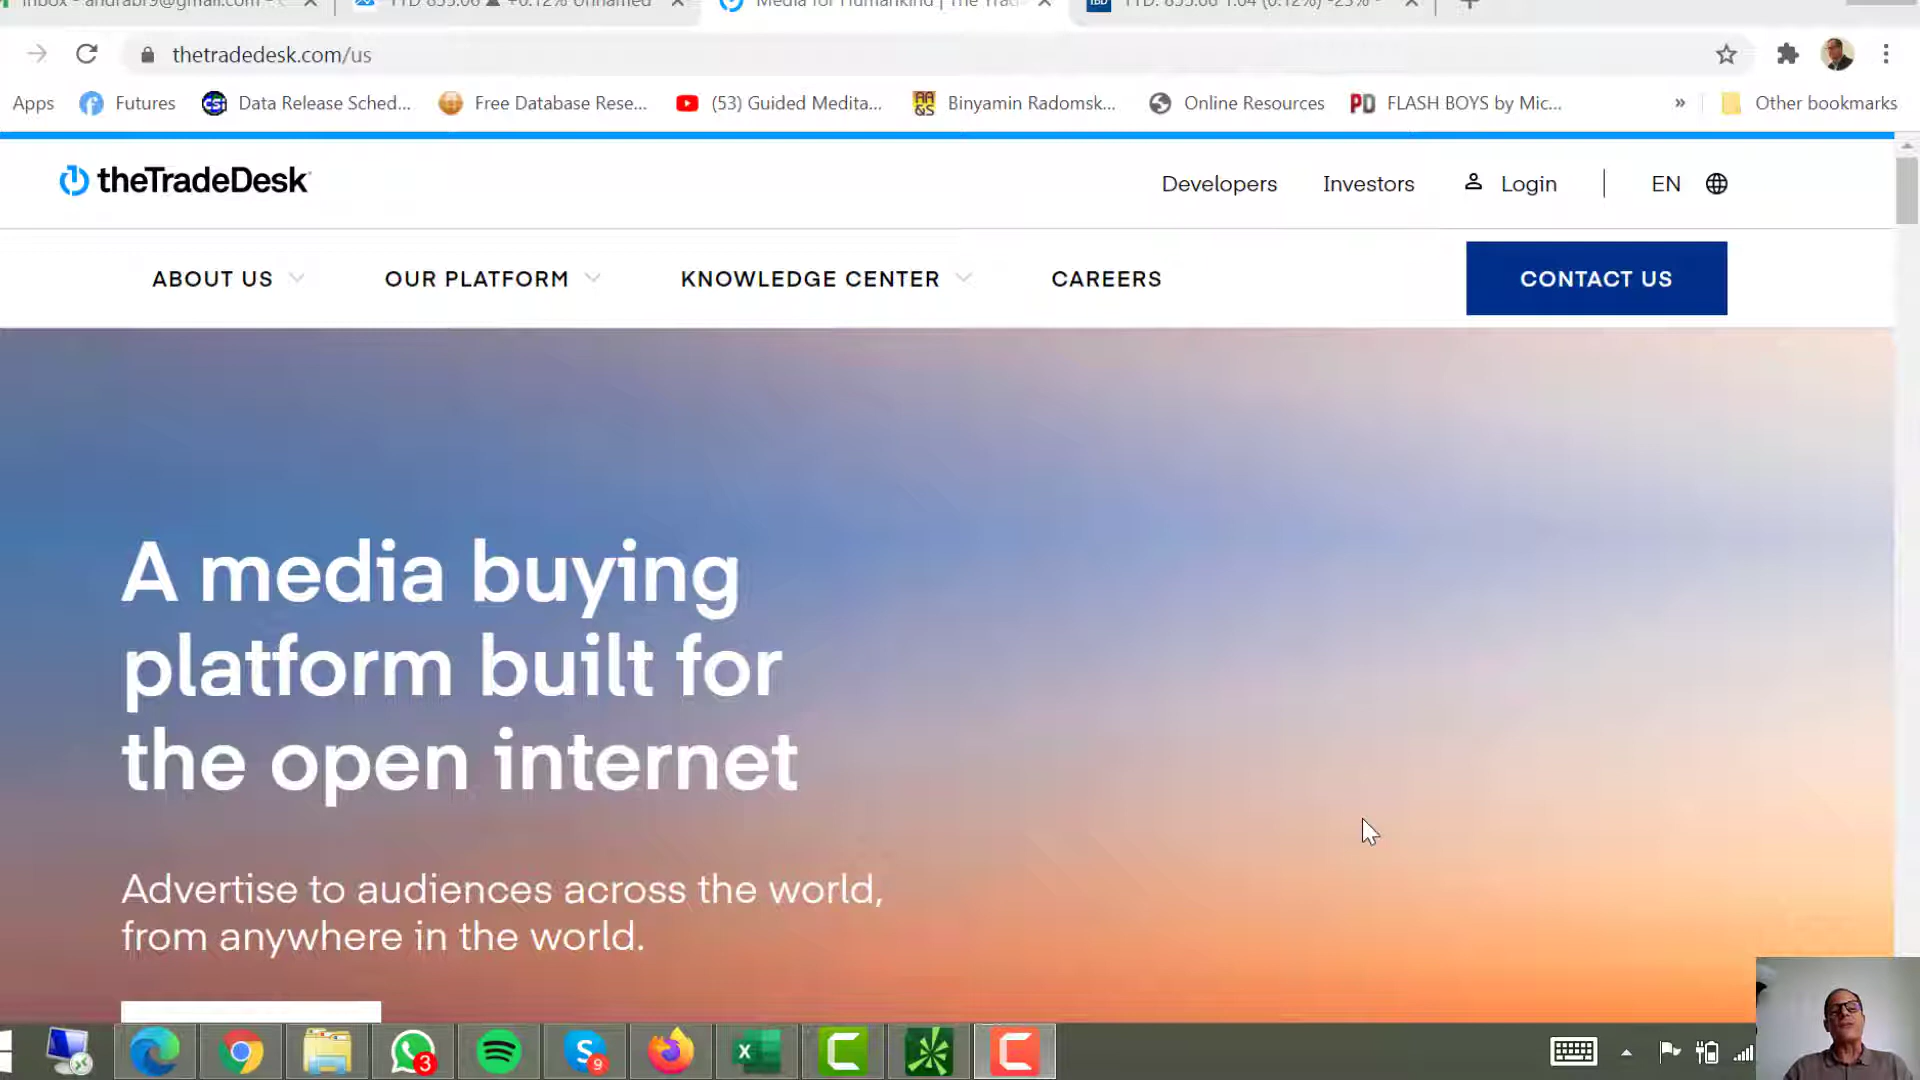 thetradedesk.com/us
Apps Futures Data Release Sched... Free Database Rese... (53) Guided Medita... Binyamin Radomsk... Online Resources FLASH BOYS by Mic... » Other bookmarks
theTradeDesk Developers Investors Login EN
ABOUT US OUR PLATFORM KNOWLEDGE CENTER CAREERS CONTACT US
A media buying
platform built for
the open internet
Advertise to audiences across the world,
from anywhere in the world.
3
9